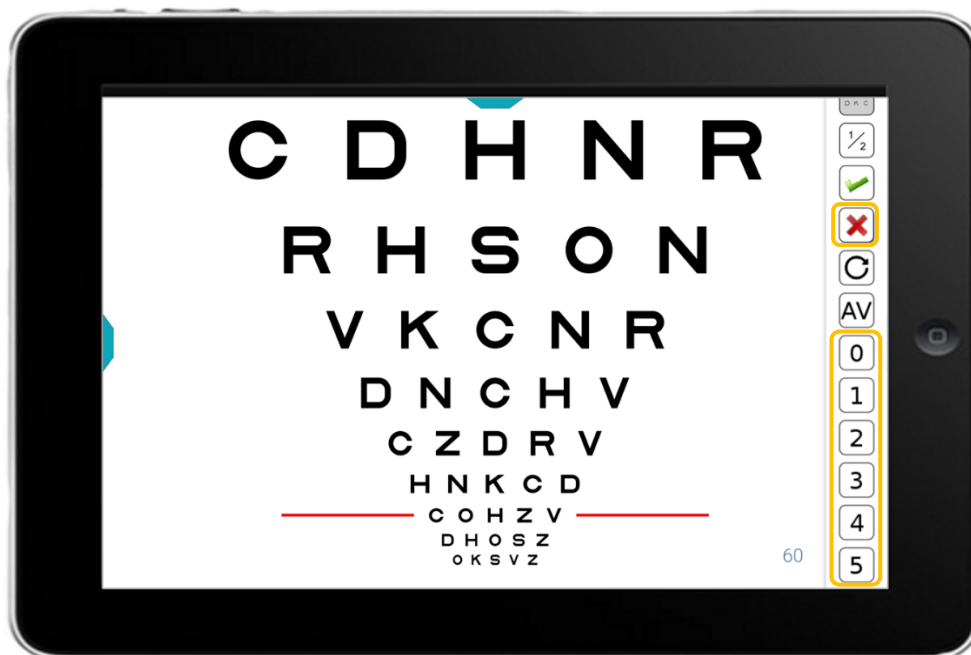 C D H N R
R H S O N
V K C N R
D N C H V
C Z D R V
H N K C D
C O H Z V
D H O S Z
O K S V Z
60
D K C
1/2
AV
0
1
2
3
4
5